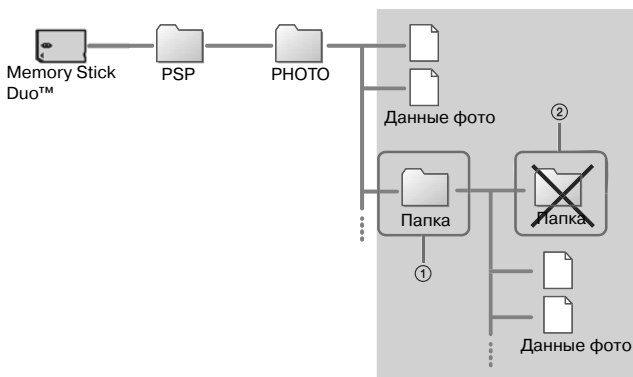 Memory Stick
Duo™
PSP
PHOTO
Данные фото
②
Папка
Папка
①
Данные фото